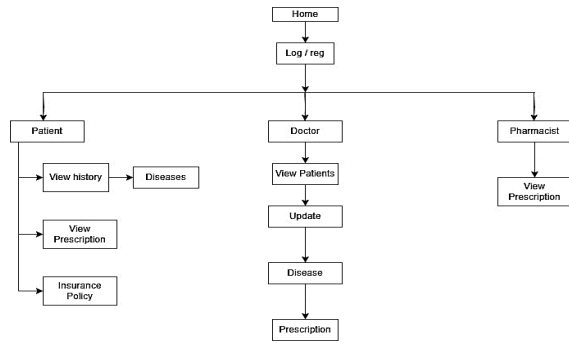 Home
Log / reg
Patient
Doctor
Pharmacist
View history
Diseases
View Patients
View
Prescription
Update
View
Prescription
Disease
Insurance
Policy
Prescription